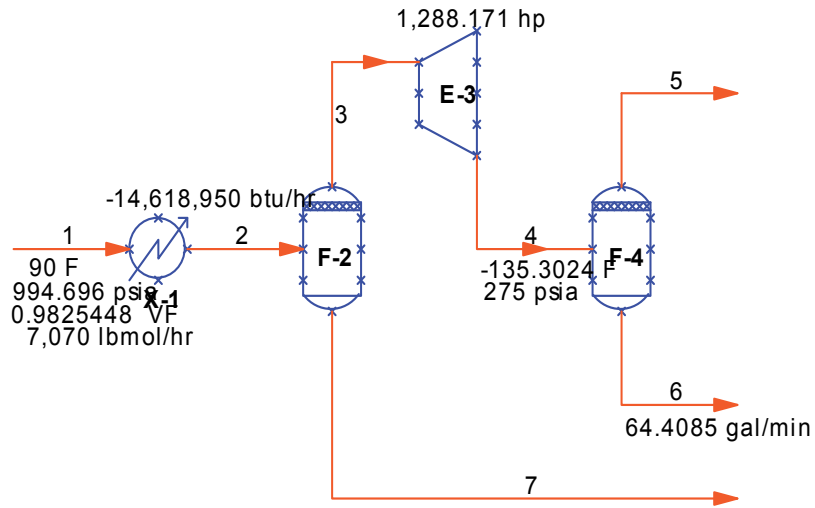 1,288.171 hp
E-3
3
5
-14,618,950 btu/hr
1
2
F-2
4
F-4
90 F
-135.3024 F
994.696 psia
X-1
275 psia
0.9825448 VF
7,070 lbmol/hr
6
64.4085 gal/min
7